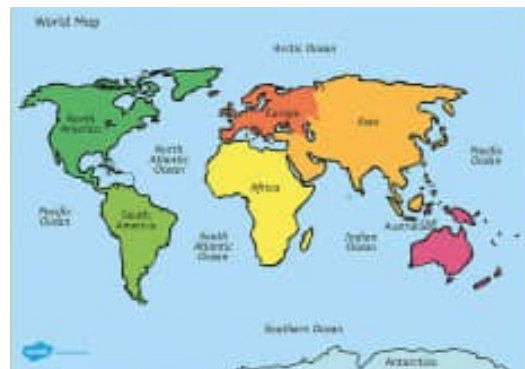 World Map
Arctic Ocean
North
America
Europe
Asia
North
Atlantic
Ocean
Pacific
Ocean
Africa
Pacific
Ocean
South
America
South
Atlantic
Ocean
Indian
Ocean
Australasia
Southern Ocean
Antarctica